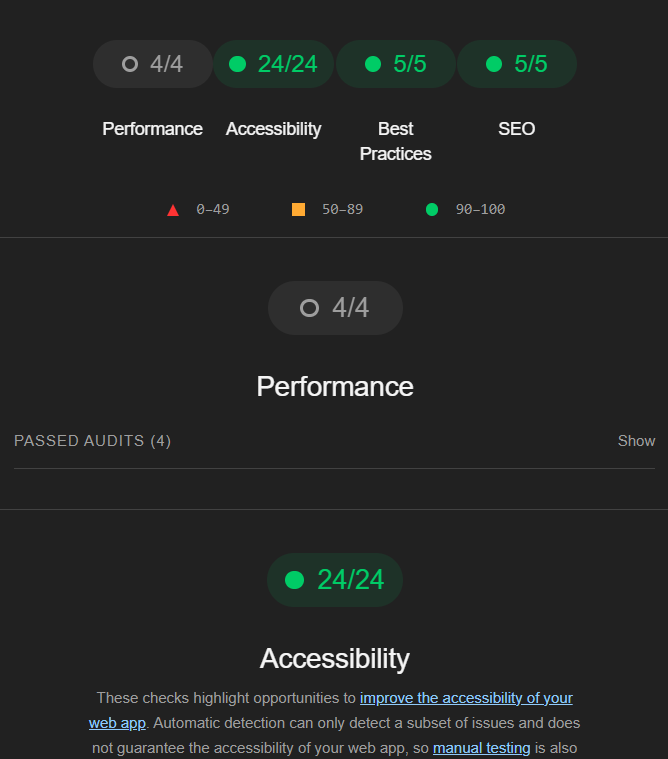 4/4 24/24 5/5 5/5
Performance Accessibility Best Practices SEO
0–49 50–89 90–100
4/4
Performance
PASSED AUDITS (4) Show
24/24
Accessibility
These checks highlight opportunities to improve the accessibility of your
web app. Automatic detection can only detect a subset of issues and does
not guarantee the accessibility of your web app, so manual testing is also